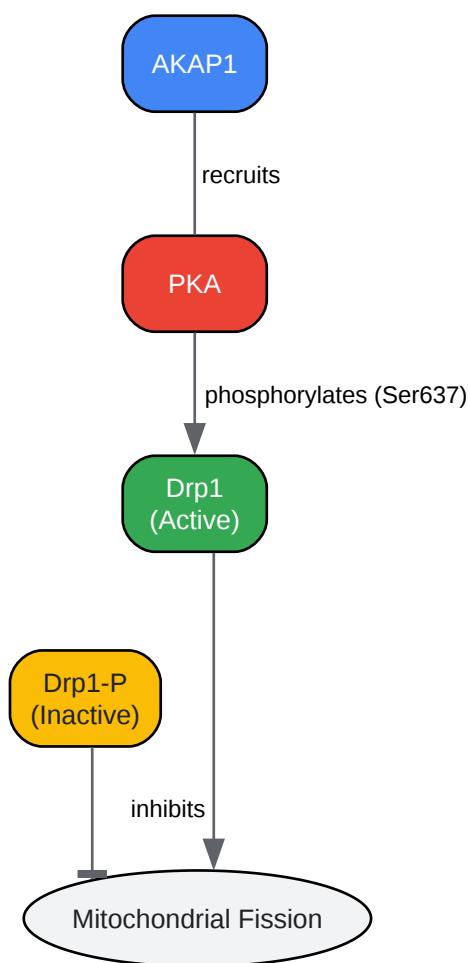 AKAP1
recruits
PKA
phosphorylates (Ser637)
Drp1
(Active)
Drp1-P
(Inactive)
inhibits
Mitochondrial Fission